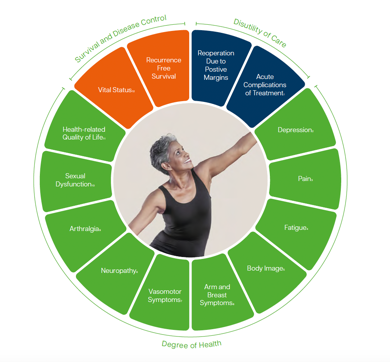 Survival and Disease Control
Disutility of Care
Recurrence
Free
Survival
Reoperation
Due to
Postive
Margins
Vital Status
Acute
Complications
of Treatment
Health-related
Quality of Life
Depression
Sexual
Dysfunction
Pain
Arthralgia
Fatigue
Neuropathy
Body Image
Vasomotor
Symptoms
Arm and
Breast
Symptoms
Degree of Health